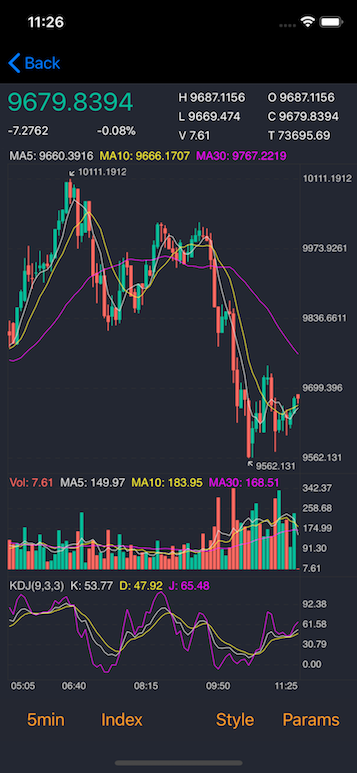 11:26
Back
9679.8394
-7.2762 -0.08%
H 9687.1156 O 9687.1156
L 9669.474 C 9679.8394
V 7.61 T 73695.69
MA5: 9660.3916 MA10: 9666.1707 MA30: 9767.2219
10111.1912
10111.1912
9973.9261
9836.6611
9699.396
9562.131
9562.131
Vol: 7.61 MA5: 149.97 MA10: 183.95 MA30: 168.51
342.37
258.68
174.99
91.30
7.61
KDJ(9,3,3) K: 53.77 D: 47.92 J: 65.48
92.38
61.58
30.79
0.00
05:05 06:40 08:15 09:50 11:25
5min Index Style Params